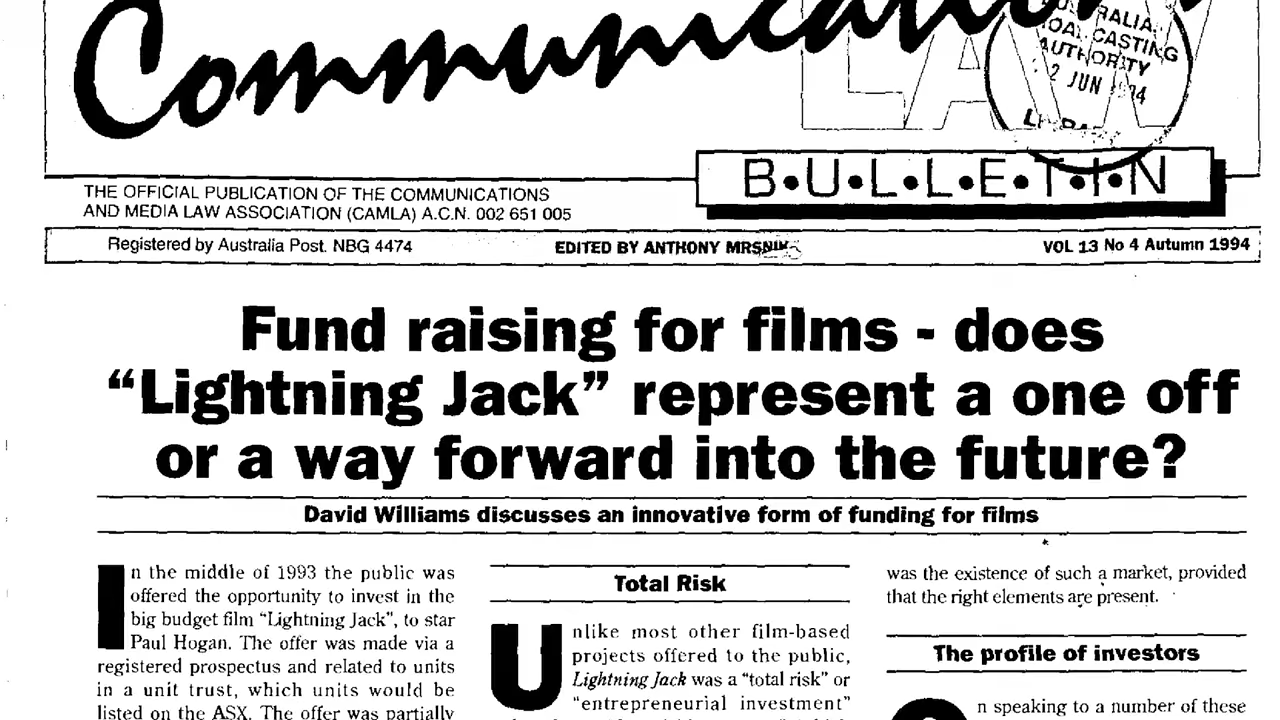 Communications
LAW
RALIA
CASTING
AUTHORITY
2 JUN
B•U•L•L•E•T•I•N
THE OFFICIAL PUBLICATION OF THE COMMUNICATIONS
AND MEDIA LAW ASSOCIATION (CAMLA) A.C.N. 002 651 005
Registered by Australia Post. NBG 4474
EDITED BY ANTHONY
VOL 13 No 4 Autumn 1994
Fund raising for films - does
“Lightning Jack” represent a one off
or a way forward into the future?
David Williams discusses an innovative form of funding for films
In the middle of 1993 the public was
offered the opportunity to invest in the
big budget film “Lightning Jack”, to star
Paul Hogan. The offer was made via a
registered prospectus and related to units
in a unit trust, which units would be
listed on the ASX. The offer was partially
Total Risk
Unlike most other film-based
projects offered to the public,
Lightning Jack was a “total risk” or
“entrepreneurial investment”
was the existence of such a market, provided
that the right elements are present.
The profile of investors
On speaking to a number of these